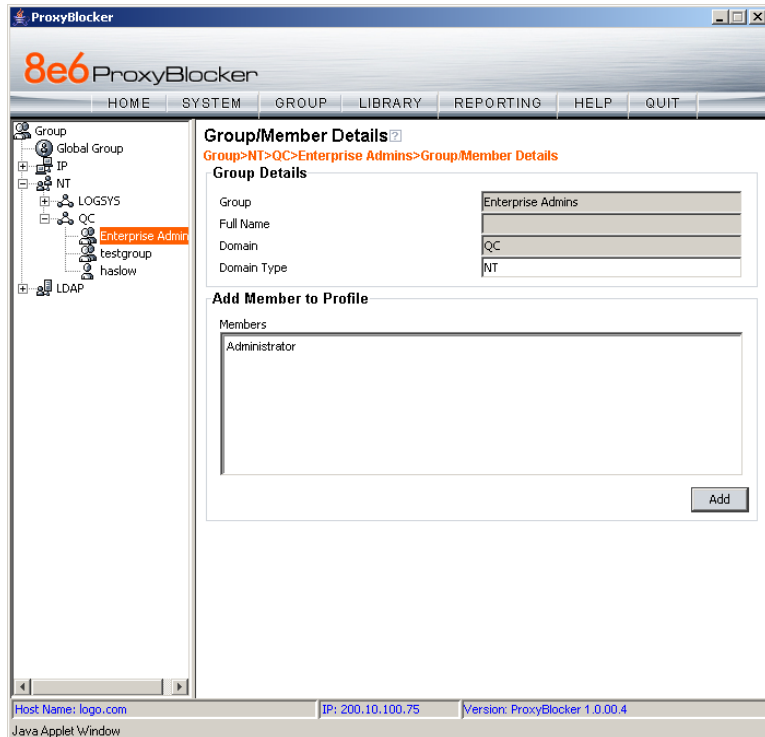 ProxyBlocker
8e6 ProxyBlocker
HOME SYSTEM GROUP LIBRARY REPORTING HELP QUIT
Group
Global Group
IP
NT
LOGSYS
QC
Enterprise Admin
testgroup
haslow
LDAP
Group/Member Details ?
Group>NT>QC>Enterprise Admins>Group/Member Details
Group Details
Group Enterprise Admins
Full Name
Domain QC
Domain Type NT
Add Member to Profile
Members
Administrator
Add
Host Name: logo.com IP: 200.10.100.75 Version: ProxyBlocker 1.0.00.4
Java Applet Window